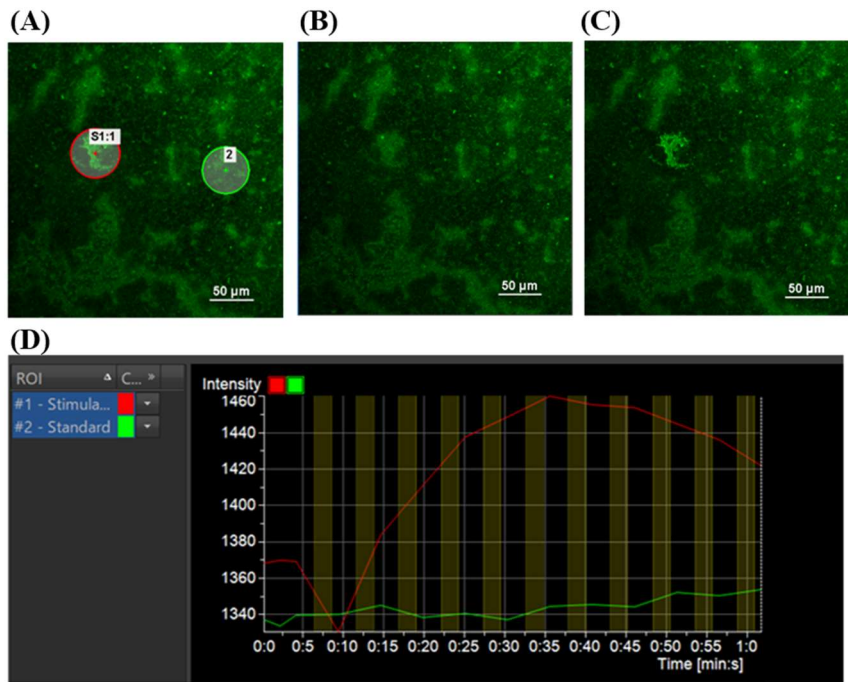 (A)
(B)
(C)
S1:1
2
50 µm
50 µm
50 µm
(D)
ROI C... »
#1 - Stimula...
#2 - Standard
Intensity
1460
1440
1420
1400
1380
1360
1340
0:0 0:5 0:10 0:15 0:20 0:25 0:30 0:35 0:40 0:45 0:50 0:55 1:0
Time [min:s]